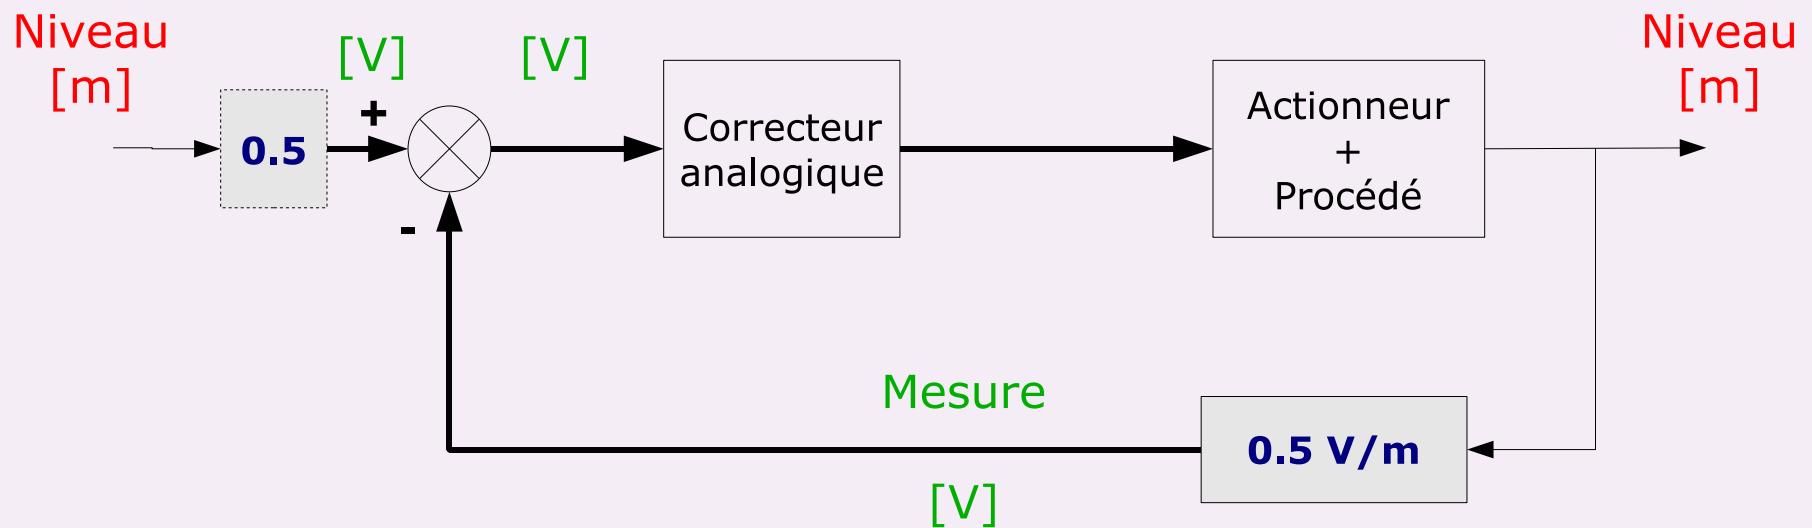 Niveau
[m]
[V]
[V]
Niveau
[m]
+
0.5
-
Correcteur
analogique
Actionneur
+
Procédé
Mesure
0.5 V/m
[V]